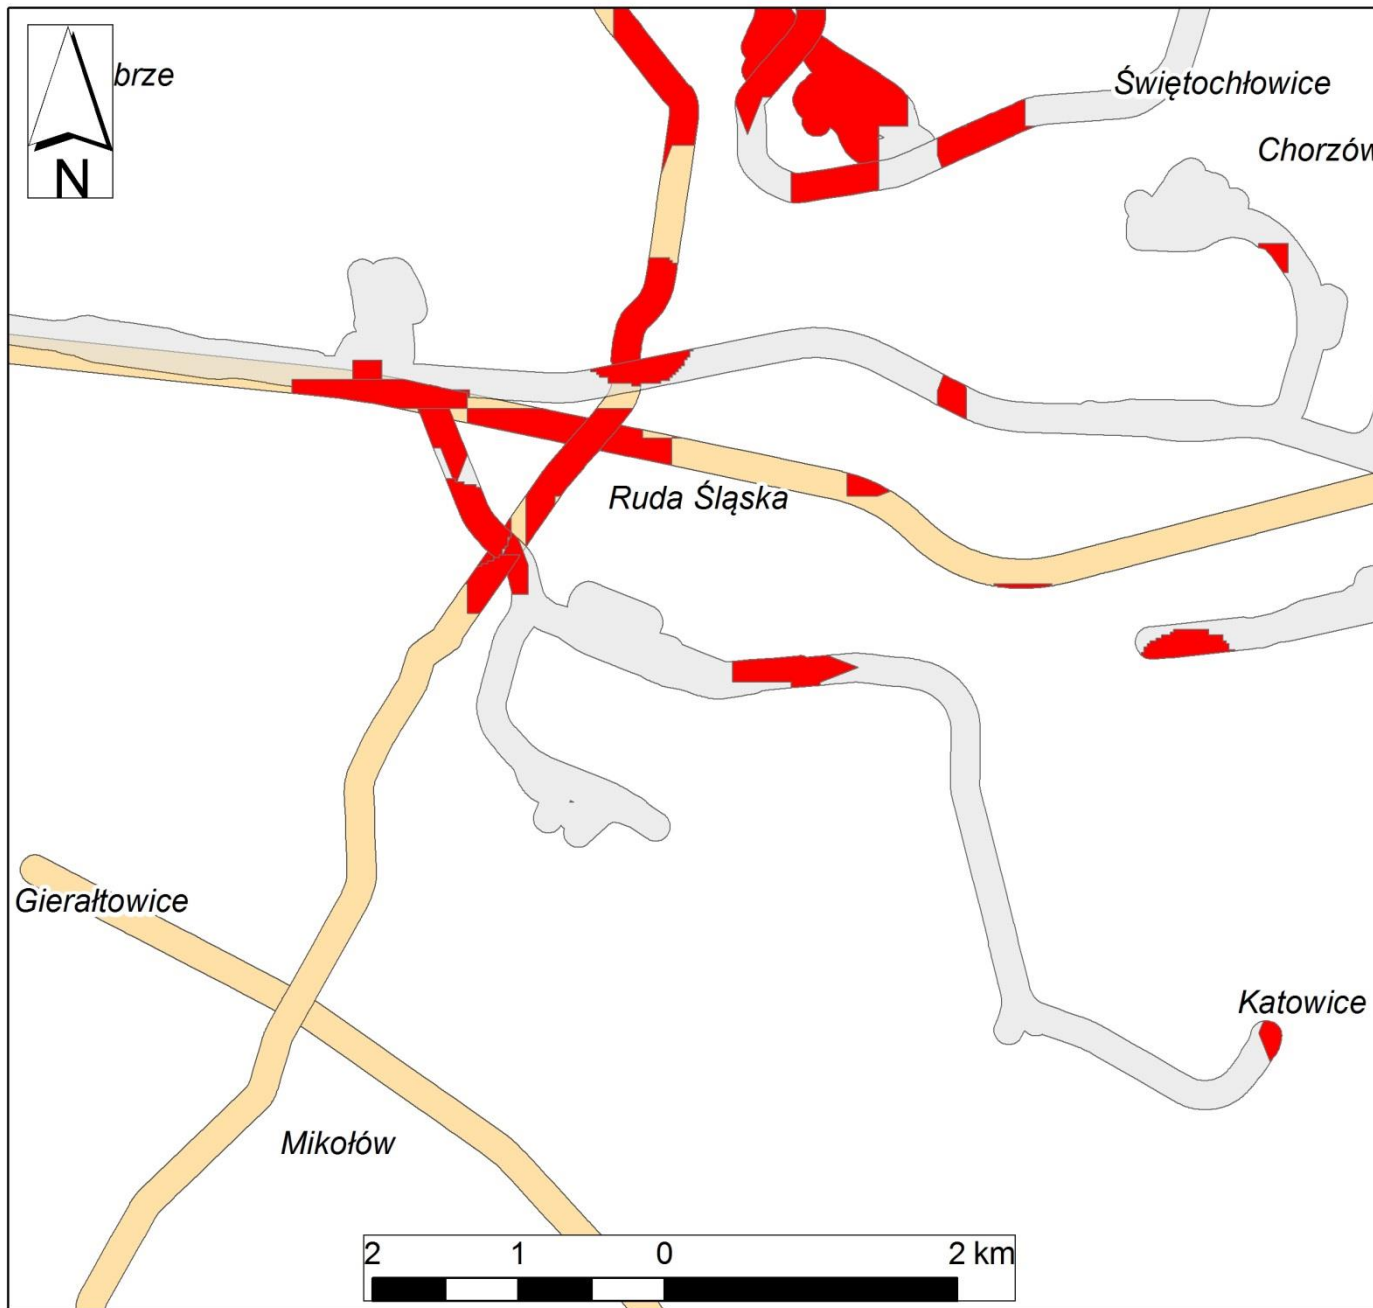 brze
N
Świętochłowice
Chorzów
Ruda Śląska
Gierałtowice
Katowice
Mikołów
2 1 0 2 km